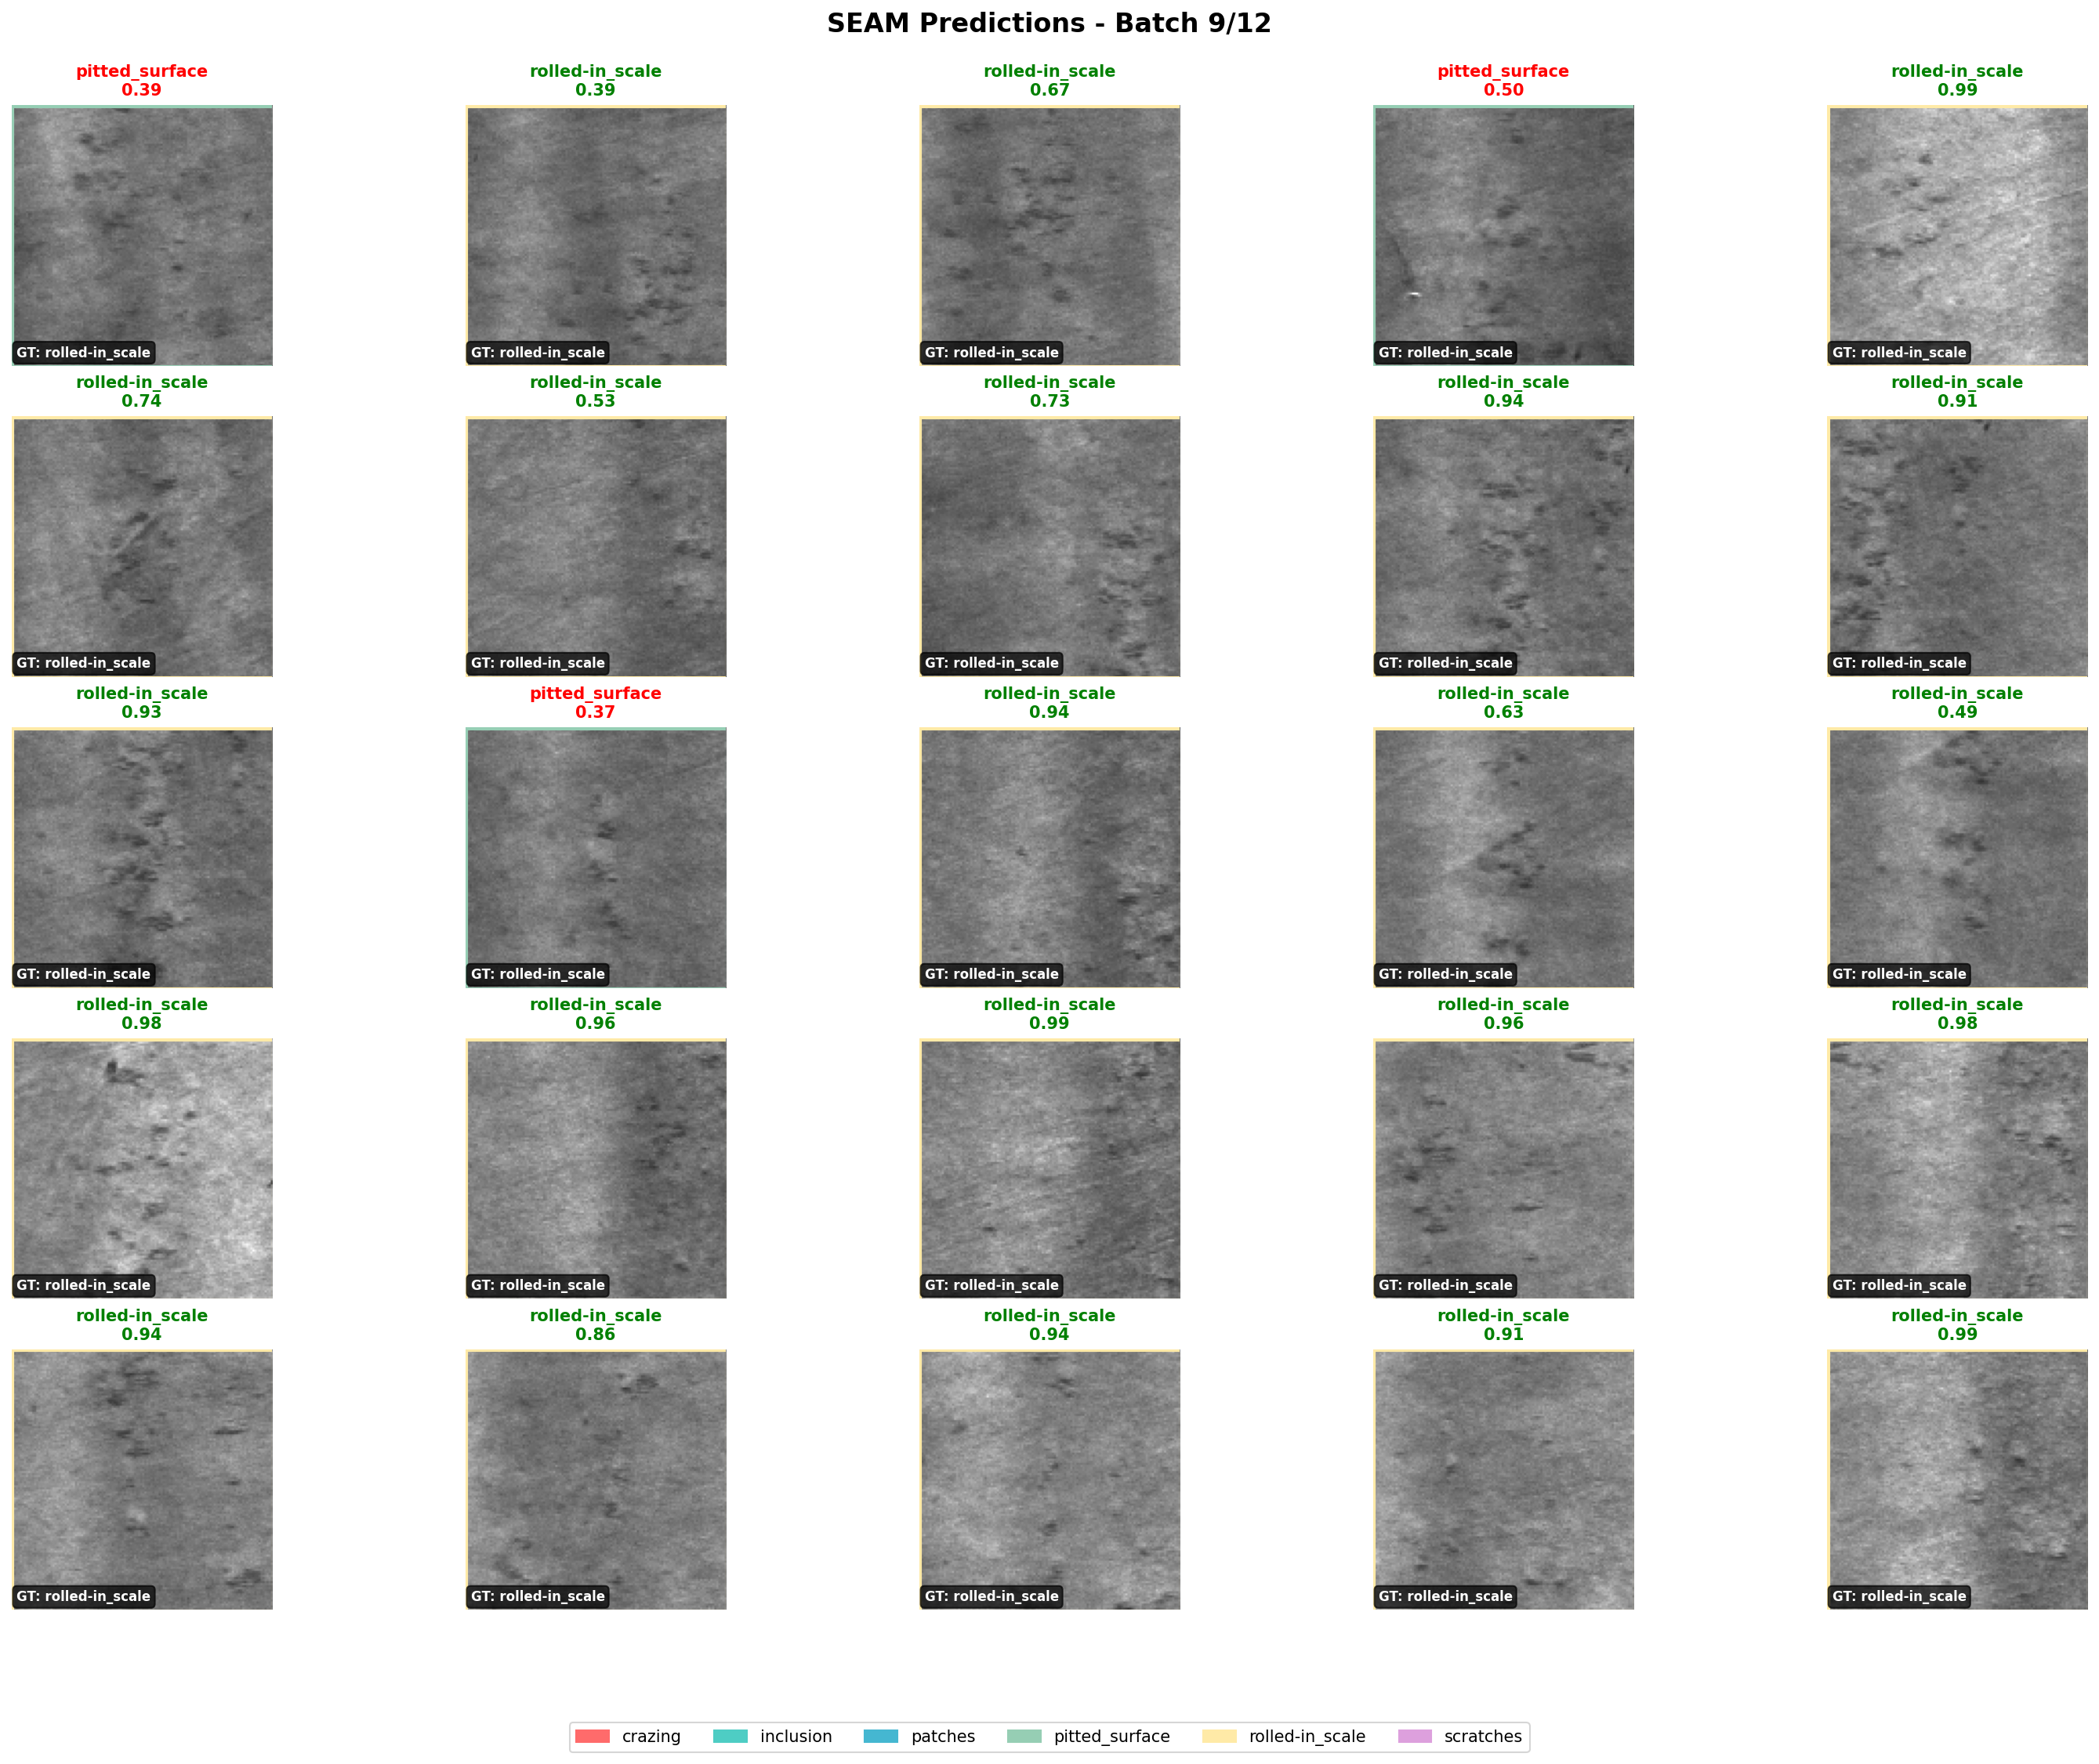 SEAM Predictions - Batch 9/12
pitted_surface
0.39
GT: rolled-in_scale
rolled-in_scale
0.39
GT: rolled-in_scale
rolled-in_scale
0.67
GT: rolled-in_scale
pitted_surface
0.50
GT: rolled-in_scale
rolled-in_scale
0.99
GT: rolled-in_scale
rolled-in_scale
0.74
GT: rolled-in_scale
rolled-in_scale
0.53
GT: rolled-in_scale
rolled-in_scale
0.73
GT: rolled-in_scale
rolled-in_scale
0.94
GT: rolled-in_scale
rolled-in_scale
0.91
GT: rolled-in_scale
rolled-in_scale
0.93
GT: rolled-in_scale
pitted_surface
0.37
GT: rolled-in_scale
rolled-in_scale
0.94
GT: rolled-in_scale
rolled-in_scale
0.63
GT: rolled-in_scale
rolled-in_scale
0.49
GT: rolled-in_scale
rolled-in_scale
0.98
GT: rolled-in_scale
rolled-in_scale
0.96
GT: rolled-in_scale
rolled-in_scale
0.99
GT: rolled-in_scale
rolled-in_scale
0.96
GT: rolled-in_scale
rolled-in_scale
0.98
GT: rolled-in_scale
rolled-in_scale
0.94
GT: rolled-in_scale
rolled-in_scale
0.86
GT: rolled-in_scale
rolled-in_scale
0.94
GT: rolled-in_scale
rolled-in_scale
0.91
GT: rolled-in_scale
rolled-in_scale
0.99
GT: rolled-in_scale
crazing
inclusion
patches
pitted_surface
rolled-in_scale
scratches